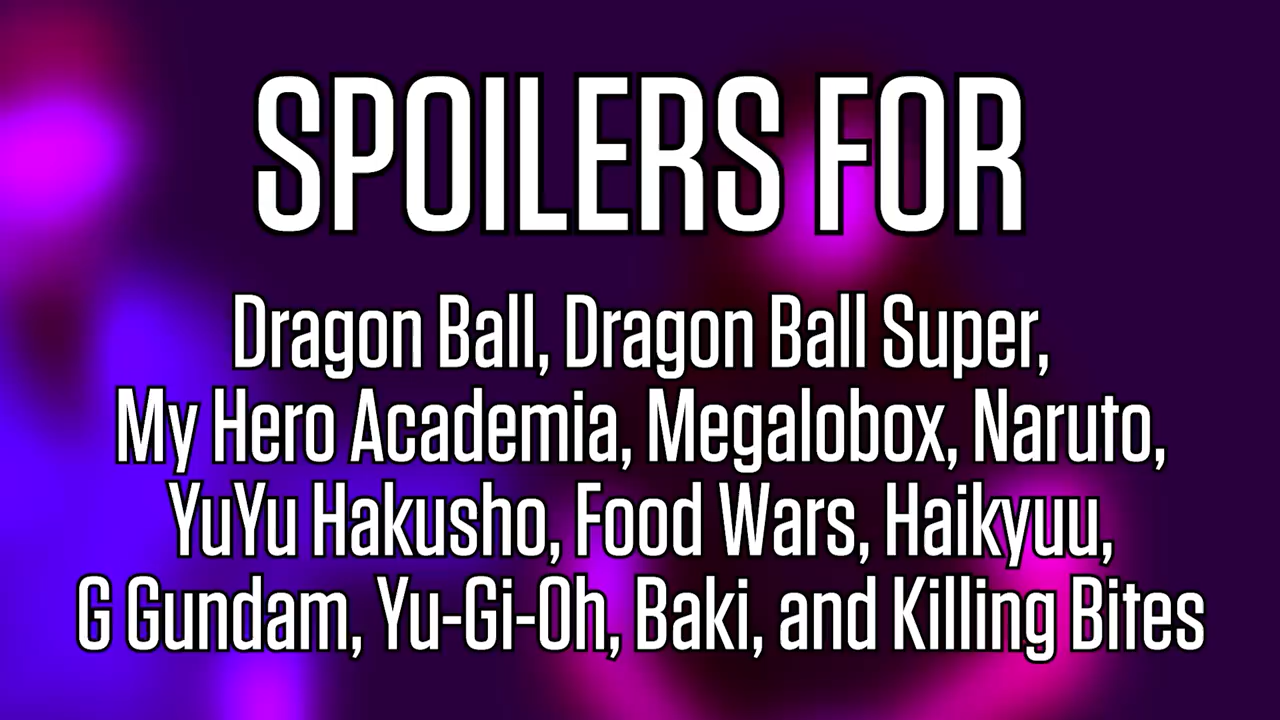 SPOILERS FOR
Dragon Ball, Dragon Ball Super,
My Hero Academia, Megalobox, Naruto,
YuYu Hakusho, Food Wars, Haikyuu,
G Gundam, Yu-Gi-Oh, Baki, and Killing Bites